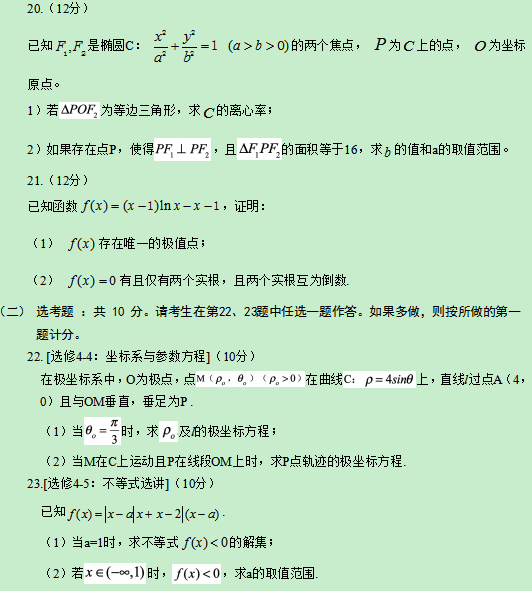 20.（12分）
已知F₁,F₂是椭圆C： x²/a² + y²/b² =1 (a＞b＞0)的两个焦点， P为C上的点， O为坐标
原点。
1）若ΔPOF₂为等边三角形，求C的离心率；
2）如果存在点P，使得PF₁⊥PF₂，且ΔF₁PF₂的面积等于16，求b的值和a的取值范围。
21.（12分）
已知函数f(x)=(x-1)ln x-x-1，证明：
（1） f(x)存在唯一的极值点；
（2） f(x)=0有且仅有两个实根，且两个实根互为倒数.
（二） 选考题 ：共 10 分。请考生在第22、23题中任选一题作答。如果多做，则按所做的第一
题计分。
22. [选修4-4：坐标系与参数方程]（10分）
在极坐标系中，O为极点，点M（ρ₀，θ₀）（ρ₀>0）在曲线C：ρ=4sinθ上，直线l过点A（4，
0）且与OM垂直，垂足为P .
（1）当θ₀=π/3时，求ρ₀及l的极坐标方程；
（2）当M在C上运动且P在线段OM上时，求P点轨迹的极坐标方程.
23.[选修4-5：不等式选讲]（10分）
已知f(x)=|x-a|x+|x-2|(x-a).
（1）当a=1时，求不等式f(x)<0的解集；
（2）若x∈(-∞,1)时，f(x)<0，求a的取值范围.